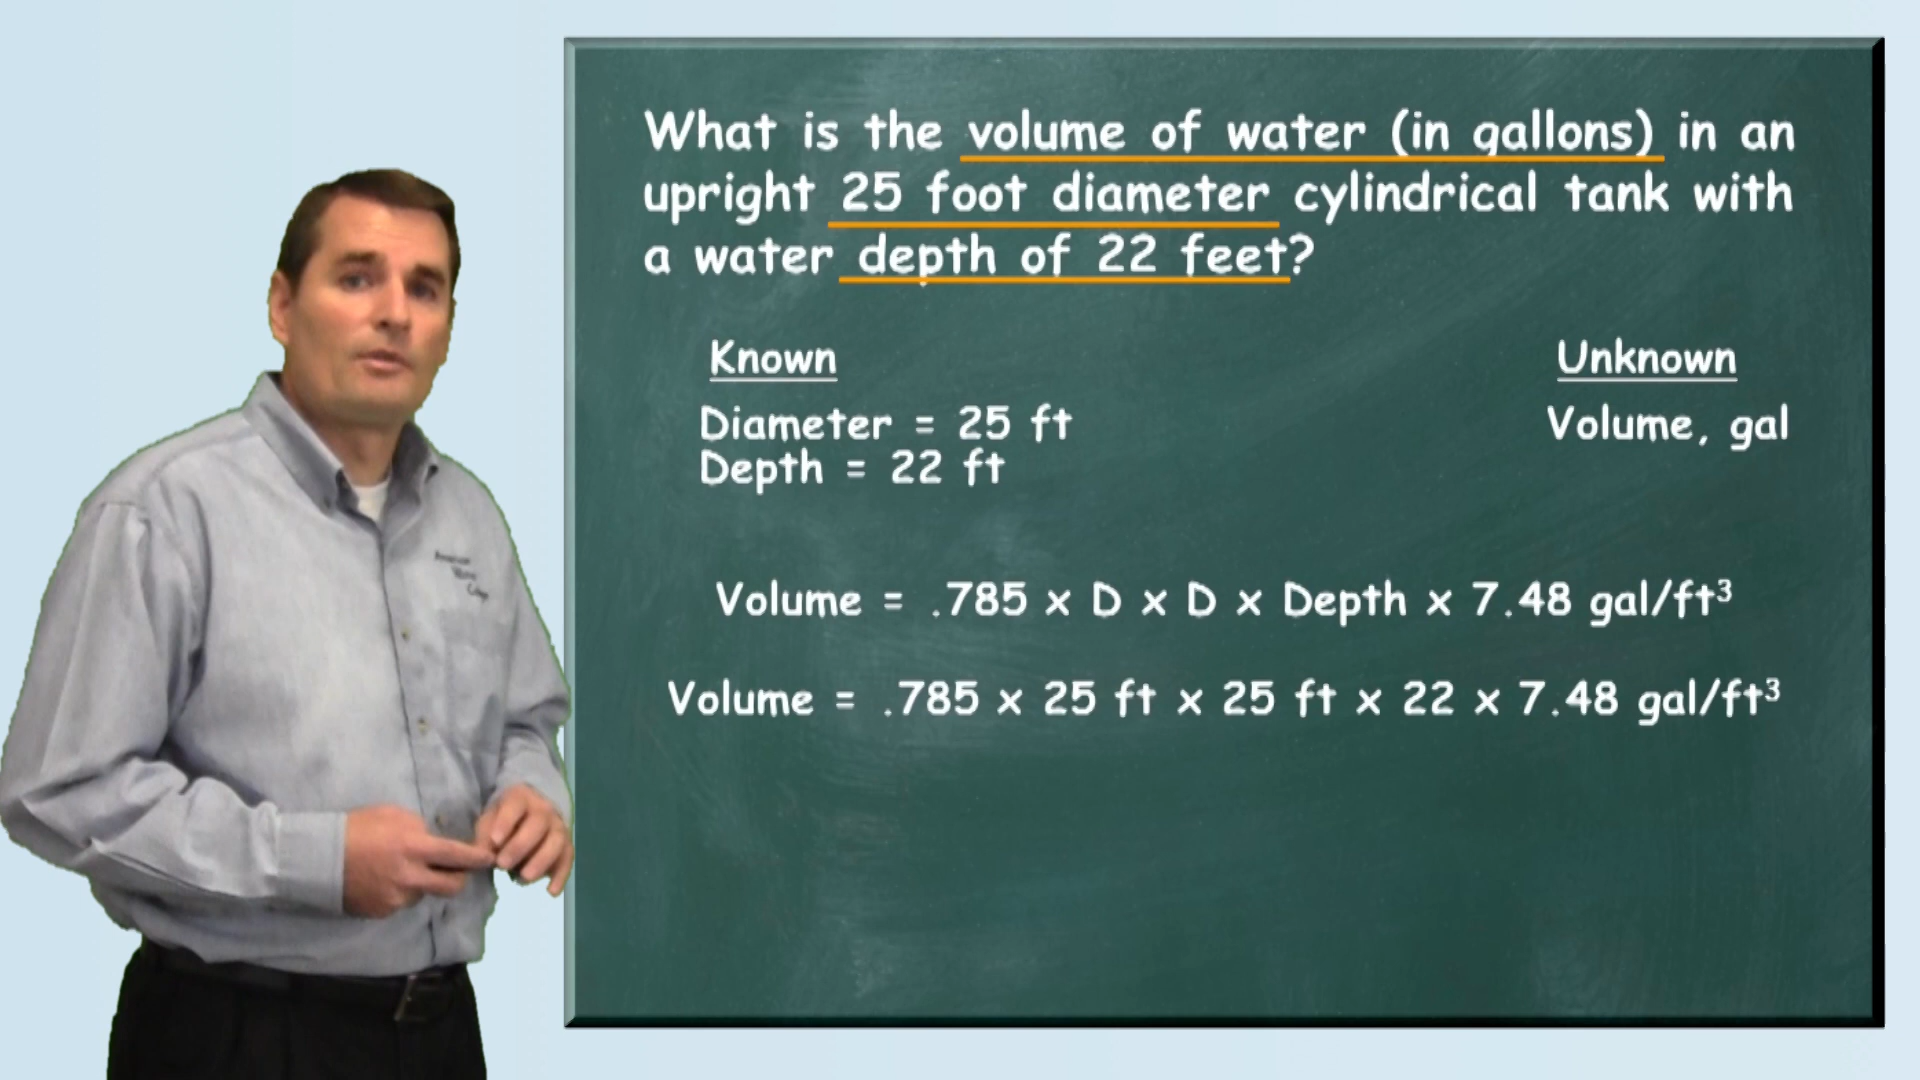 What is the volume of water (in gallons) in an
upright 25 foot diameter cylindrical tank with
a water depth of 22 feet?
Known
Unknown
Diameter = 25 ft
Volume, gal
Depth = 22 ft
Volume = .785 x D x D x Depth x 7.48 gal/ft³
Volume = .785 x 25 ft x 25 ft x 22 x 7.48 gal/ft³